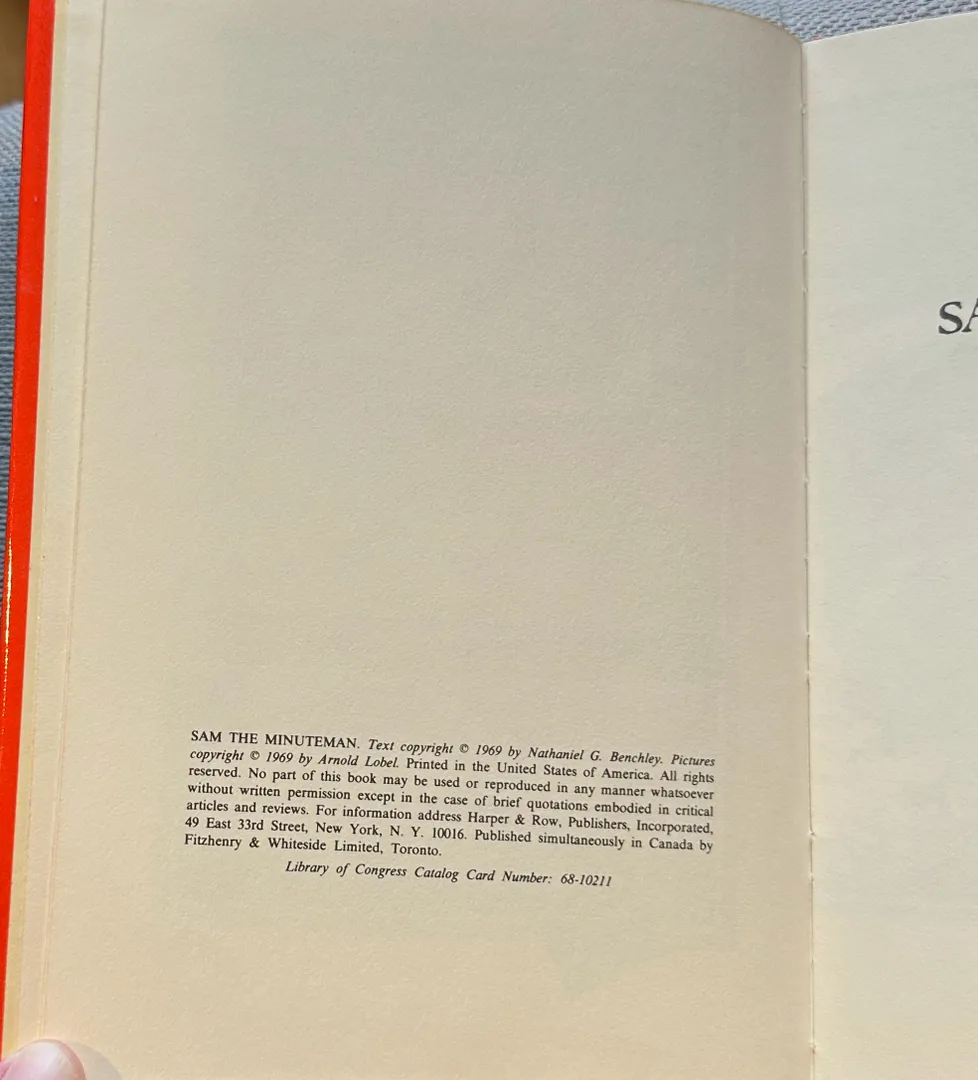 SA
SAM THE MINUTEMAN. Text copyright © 1969 by Nathaniel G. Benchley. Pictures
copyright © 1969 by Arnold Lobel. Printed in the United States of America. All rights
reserved. No part of this book may be used or reproduced in any manner whatsoever
without written permission except in the case of brief quotations embodied in critical
articles and reviews. For information address Harper & Row, Publishers, Incorporated,
49 East 33rd Street, New York, N. Y. 10016. Published simultaneously in Canada by
Fitzhenry & Whiteside Limited, Toronto.
Library of Congress Catalog Card Number: 68-10211